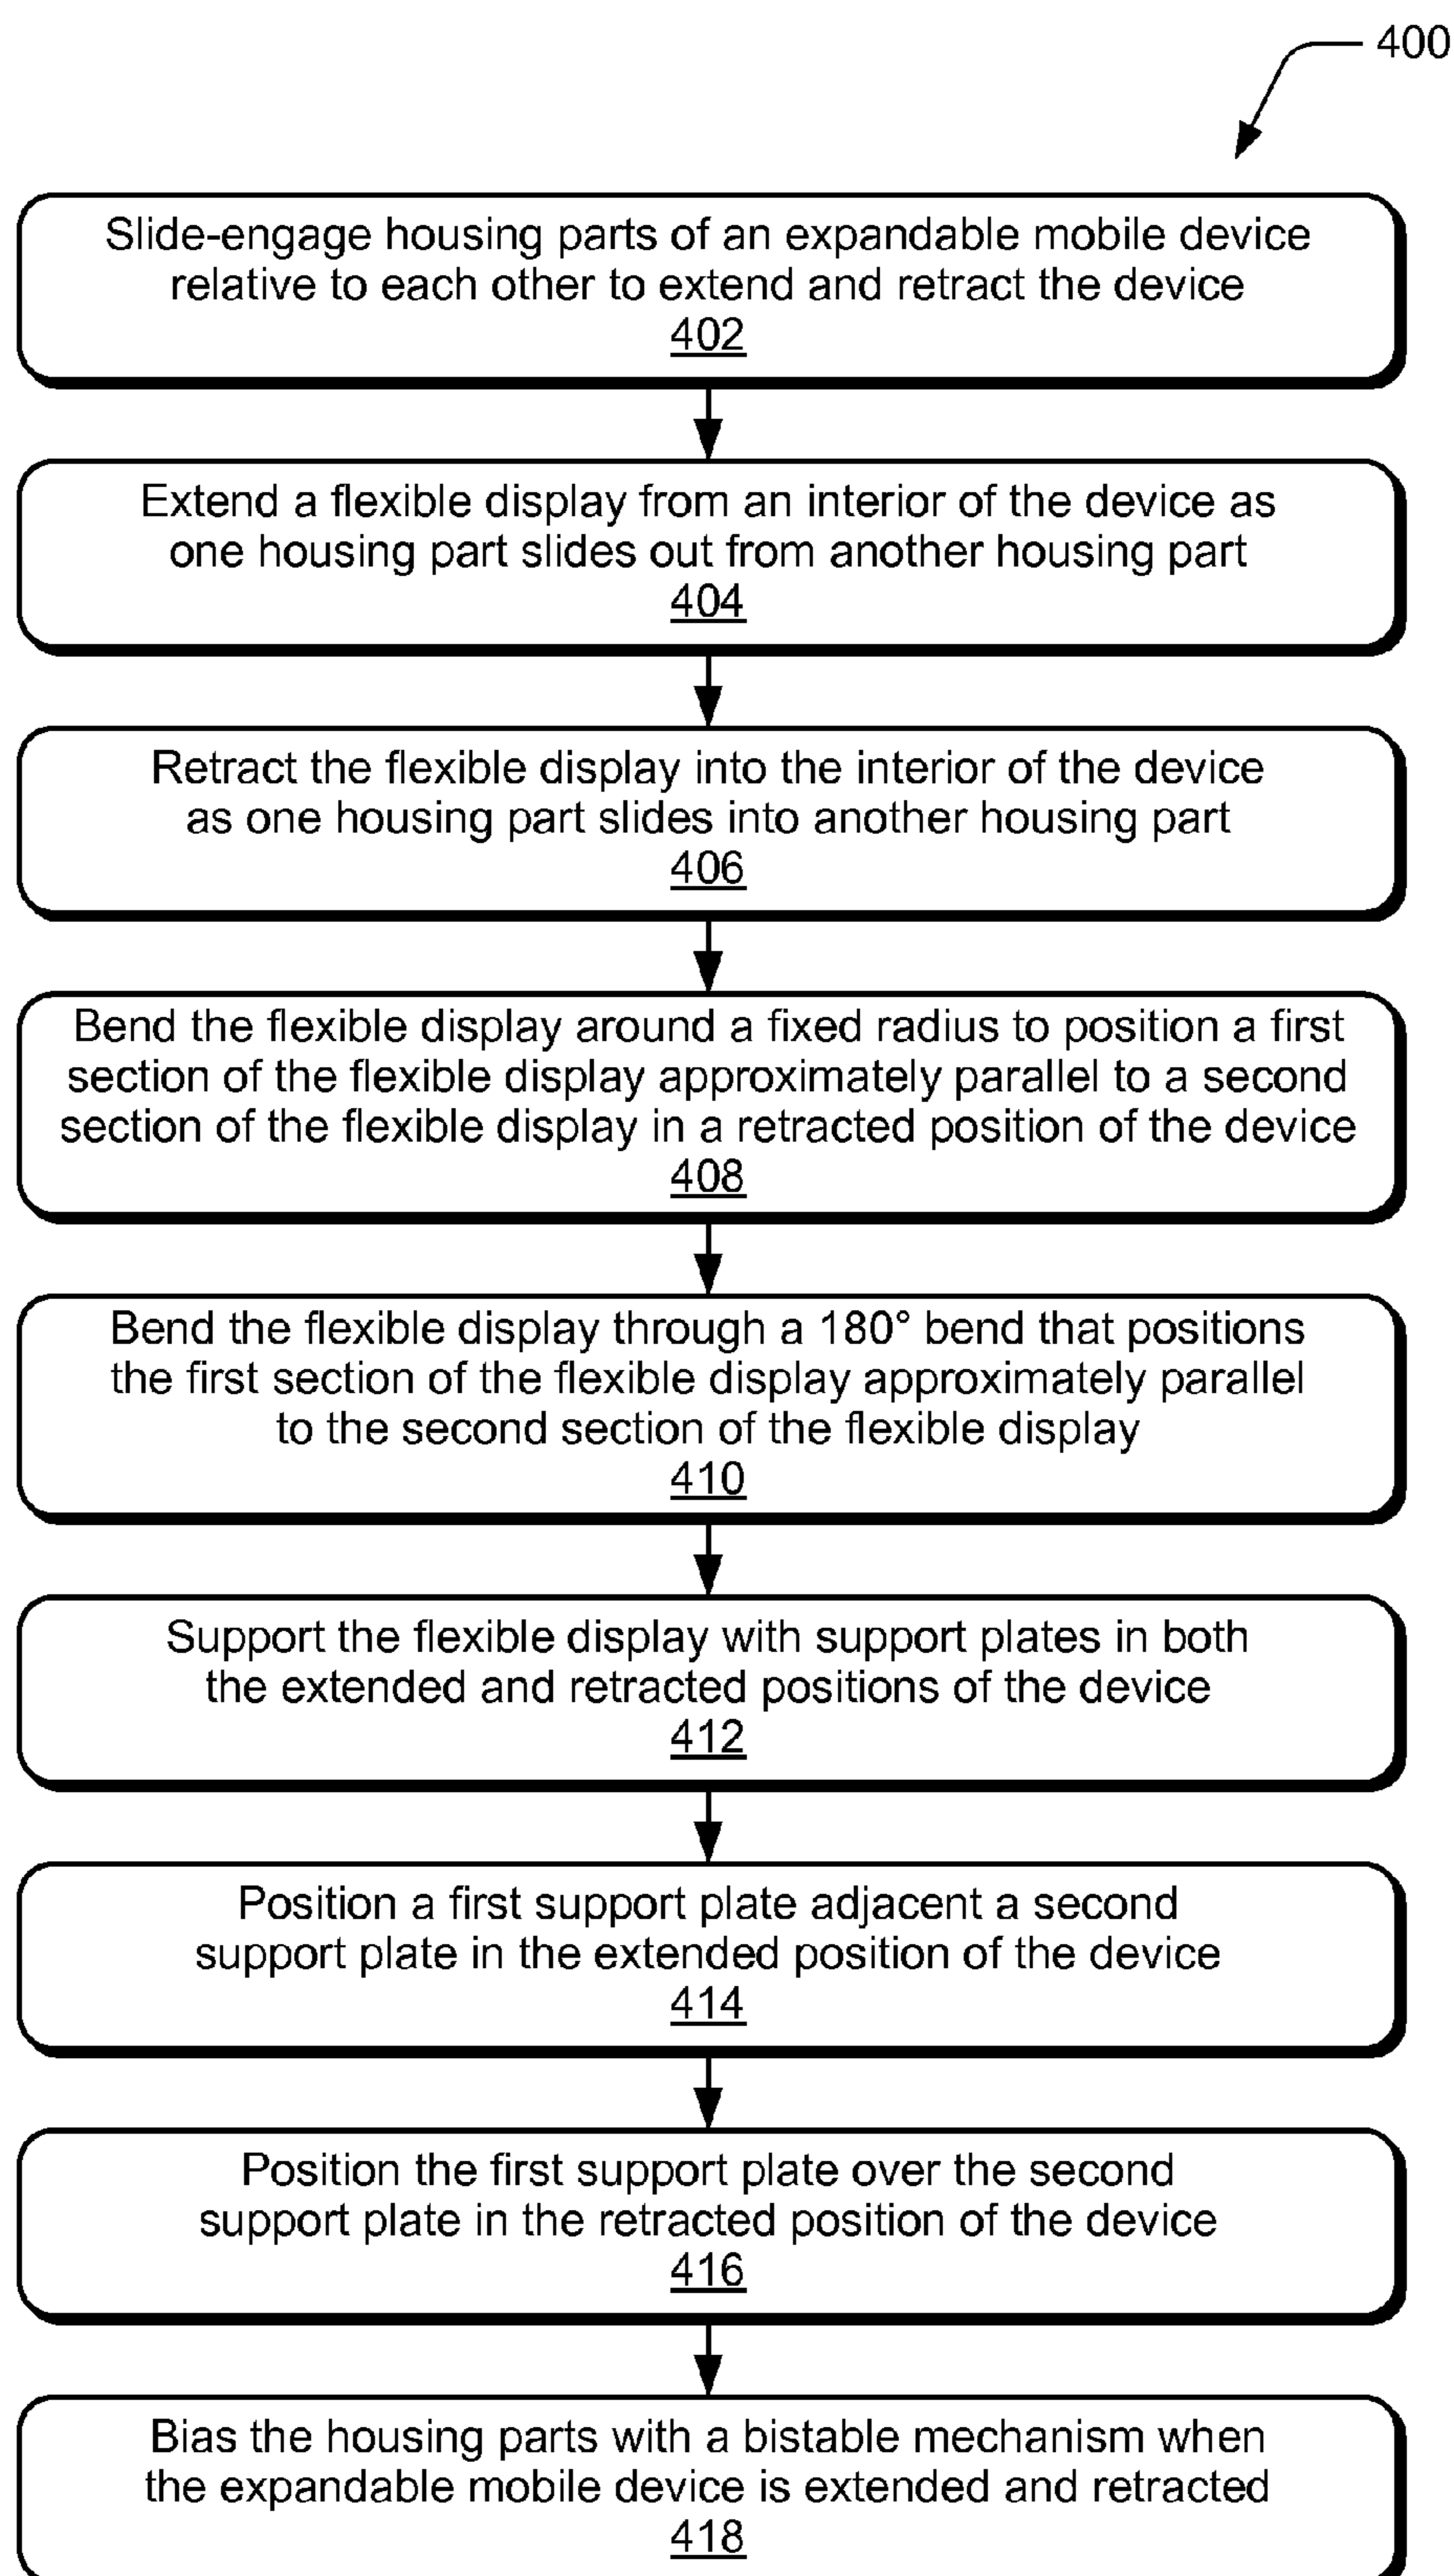 400
Slide-engage housing parts of an expandable mobile device
relative to each other to extend and retract the device
402
Extend a flexible display from an interior of the device as
one housing part slides out from another housing part
404
Retract the flexible display into the interior of the device
as one housing part slides into another housing part
406
Bend the flexible display around a fixed radius to position a first
section of the flexible display approximately parallel to a second
section of the flexible display in a retracted position of the device
408
Bend the flexible display through a 180° bend that positions
the first section of the flexible display approximately parallel
to the second section of the flexible display
410
Support the flexible display with support plates in both
the extended and retracted positions of the device
412
Position a first support plate adjacent a second
support plate in the extended position of the device
414
Position the first support plate over the second
support plate in the retracted position of the device
416
Bias the housing parts with a bistable mechanism when
the expandable mobile device is extended and retracted
418